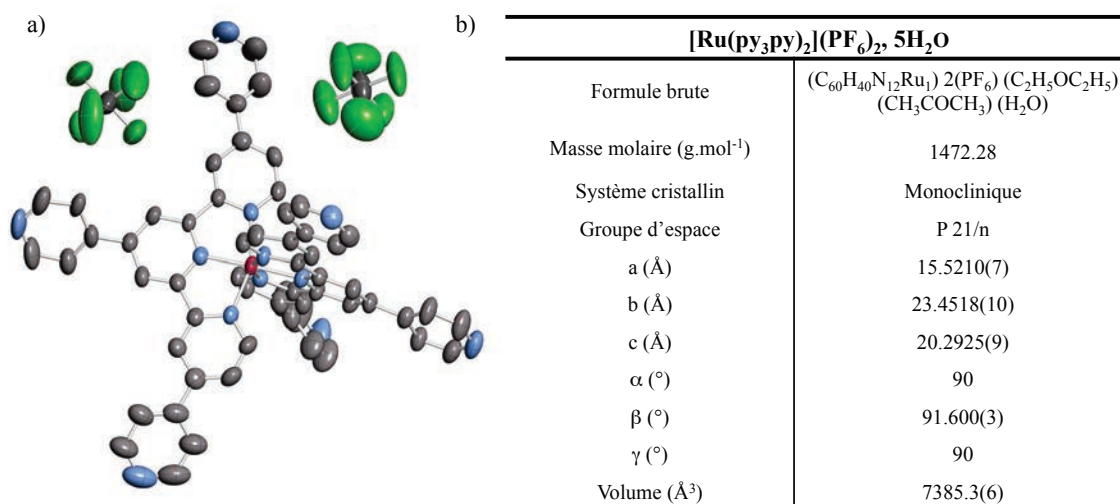 a)
b)
[Ru(py3py)2](PF6)2, 5H2O
Formule brute
(C60H40N12Ru1) 2(PF6) (C2H5OC2H5)
(CH3COCH3) (H2O)
Masse molaire (g.mol-1)
1472.28
Système cristallin
Monoclinique
Groupe d’espace
P 21/n
a (Å)
15.5210(7)
b (Å)
23.4518(10)
c (Å)
20.2925(9)
α (°)
90
β (°)
91.600(3)
γ (°)
90
Volume (Å3)
7385.3(6)